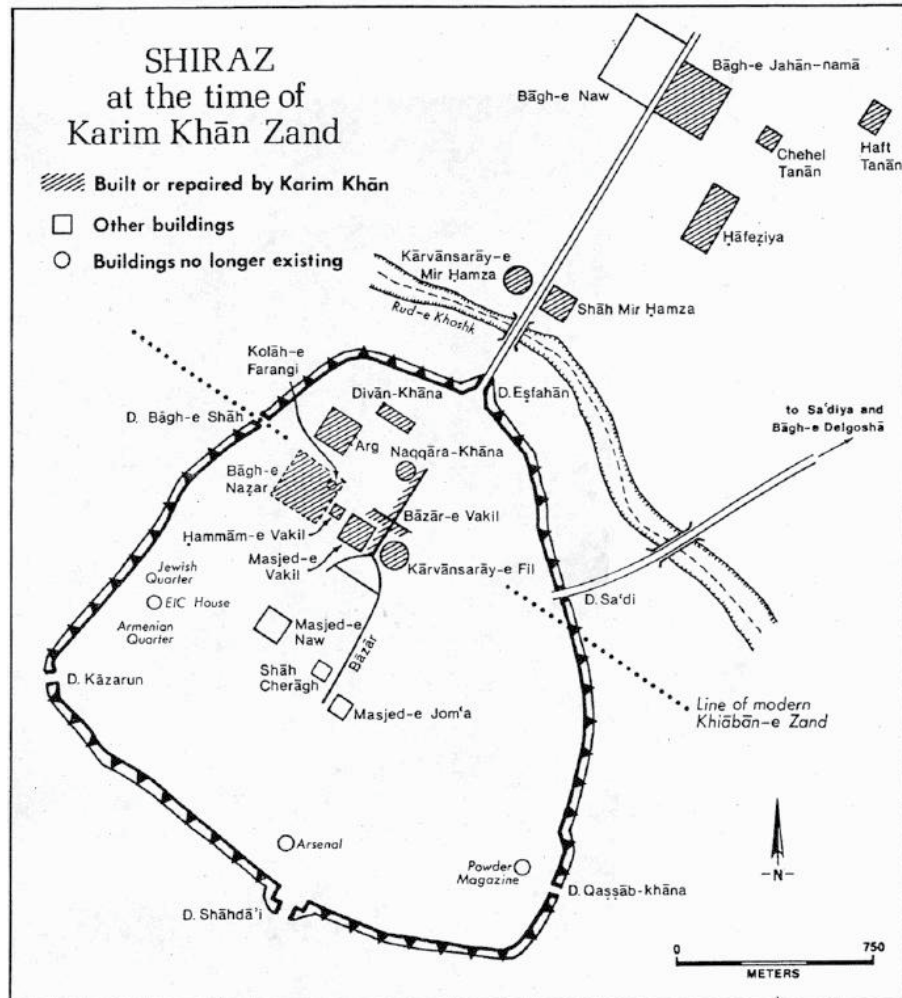 SHIRAZ
at the time of
Karim Khān Zand
Built or repaired by Karim Khān
Other buildings
Buildings no longer existing
Bāgh-e Jahān-namā
Bāgh-e Naw
Chehel
Tanān
Haft
Tanān
Ḥāfeẓiya
Kārvānsarāy-e
Mir Ḥamza
Shāh Mir Ḥamza
Rud-e Khoshk
Kolāh-e
Farangi
Divān-Khāna
D. Eṣfahān
D. Bāgh-e Shāh
Arg
Naqqāra-Khāna
to Sa'diya and
Bāgh-e Delgoshā
Bāgh-e
Naẓar
Bāzār-e Vakil
Ḥammām-e Vakil
Masjed-e
Vakil
Kārvānsarāy-e Fil
Jewish
Quarter
EIC House
Armenian
Quarter
D. Sa'di
Masjed-e
Naw
Bāzār
Shāh
Cherāgh
D. Kāzarun
Masjed-e Jom'a
Line of modern
Khiābān-e Zand
Arsenal
Powder
Magazine
D. Qaṣṣāb-khāna
D. Shāhdā'i
-N-
0 750
METERS